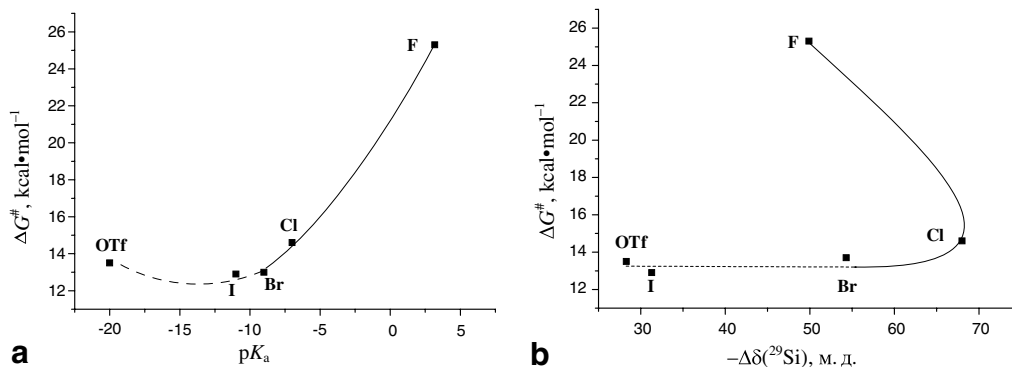 26
24
22
20
18
16
14
12
ΔG#, kcal•mol−1
F
Cl
OTf
I
Br
-20 -15 -10 -5 0 5
pKa
a
26
24
22
20
18
16
14
12
ΔG#, kcal•mol−1
F
Cl
OTf
Br
I
30 40 50 60 70
−Δδ(29Si), м. д.
b